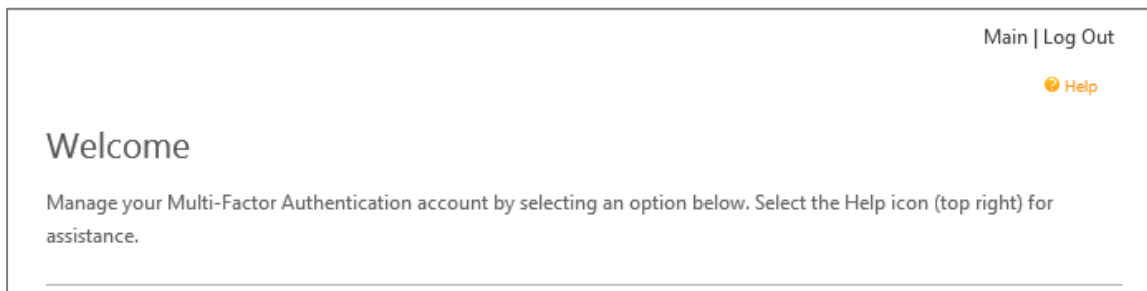 Main | Log Out
Help
Welcome
Manage your Multi-Factor Authentication account by selecting an option below. Select the Help icon (top right) for
assistance.